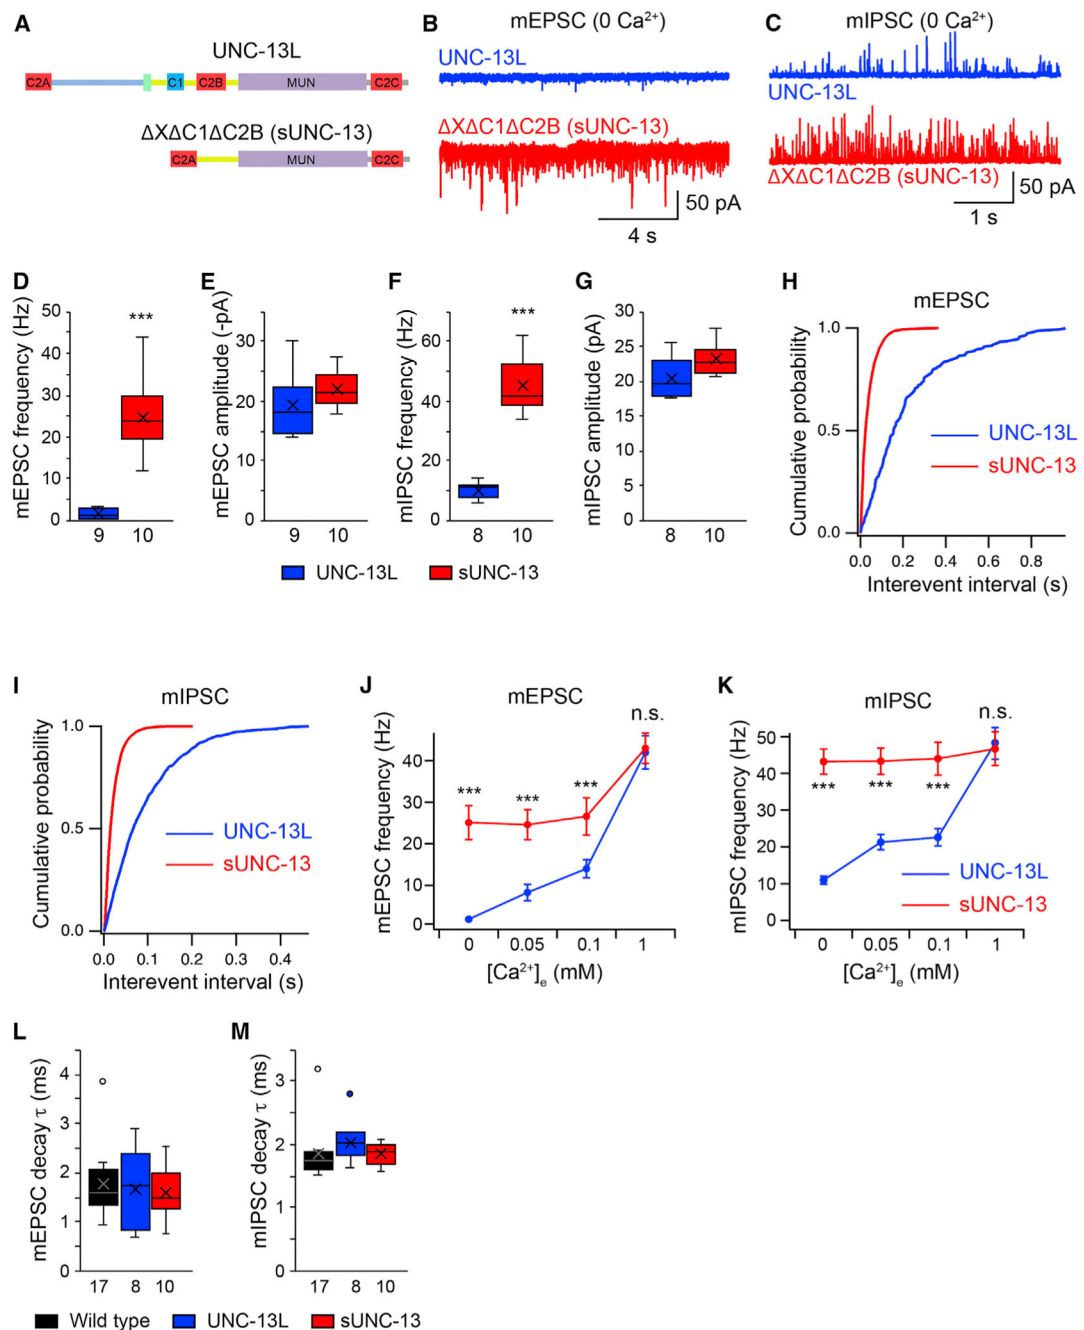 A
UNC-13L
C2A C1 C2B MUN C2C
ΔXΔC1ΔC2B (sUNC-13)
C2A MUN C2C
B
mEPSC (0 Ca²⁺)
UNC-13L
ΔXΔC1ΔC2B (sUNC-13)
50 pA
4 s
C
mIPSC (0 Ca²⁺)
UNC-13L
ΔXΔC1ΔC2B (sUNC-13)
50 pA
1 s
D
mEPSC frequency (Hz)
50
40
30
20
10
0
***
9 10
E
mEPSC amplitude (-pA)
30
20
10
0
9 10
F
mIPSC frequency (Hz)
60
40
20
0
***
8 10
G
mIPSC amplitude (pA)
30
25
20
15
10
5
0
8 10
UNC-13L sUNC-13
H
mEPSC
Cumulative probability
1.0
0.5
0.0
UNC-13L
sUNC-13
0.0 0.2 0.4 0.6 0.8
Interevent interval (s)
I
mIPSC
Cumulative probability
1.0
0.5
0.0
UNC-13L
sUNC-13
0.0 0.1 0.2 0.3 0.4
Interevent interval (s)
J
mEPSC
mEPSC frequency (Hz)
40
30
20
10
0
*** *** *** n.s.
0 0.05 0.1 1
[Ca²⁺]e (mM)
K
mIPSC
mIPSC frequency (Hz)
50
40
30
20
10
0
*** *** *** n.s.
UNC-13L
sUNC-13
0 0.05 0.1 1
[Ca²⁺]e (mM)
L
mEPSC decay τ (ms)
4
3
2
1
0
17 8 10
M
mIPSC decay τ (ms)
3
2
1
0
17 8 10
Wild type UNC-13L sUNC-13